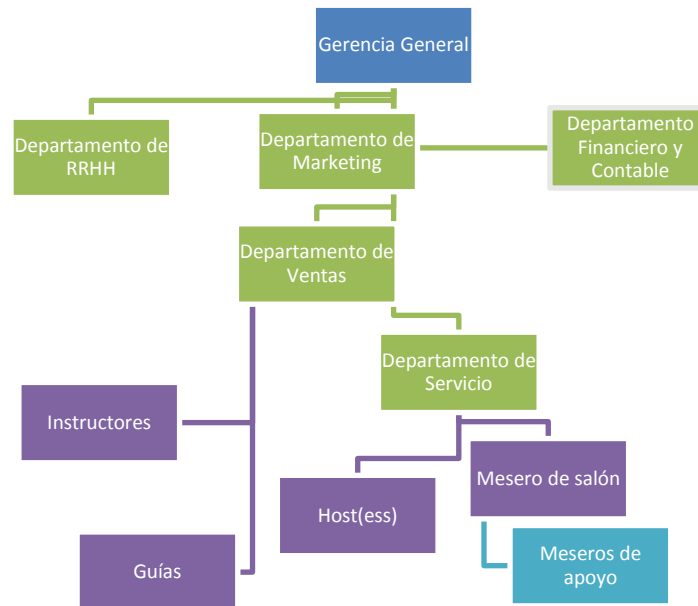 Gerencia General
Departamento de
RRHH
Departamento de
Marketing
Departamento
Financiero y
Contable
Departamento de
Ventas
Departamento de
Servicio
Instructores
Mesero de salón
Host(ess)
Guías
Meseros de
apoyo